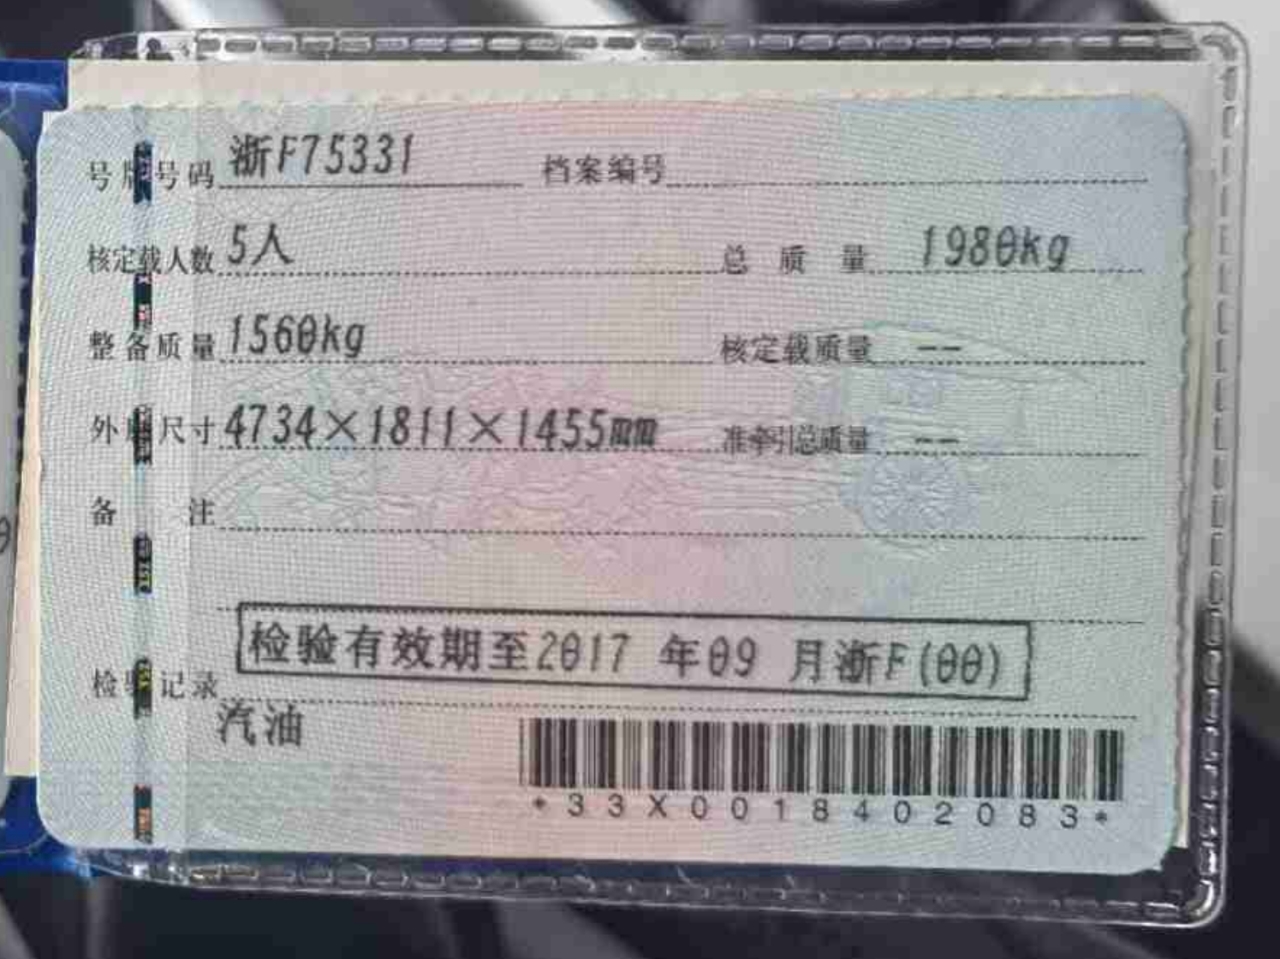 号牌号码 浙F75331 档案编号
核定载人数 5人 总质量 1980kg
整备质量 1560kg 核定载质量 --
外廓尺寸 4734×1811×1455mm 准牵引总质量 --
备注
检验有效期至2017 年09 月浙F(00)
检验记录
汽油
*33X0018402083*